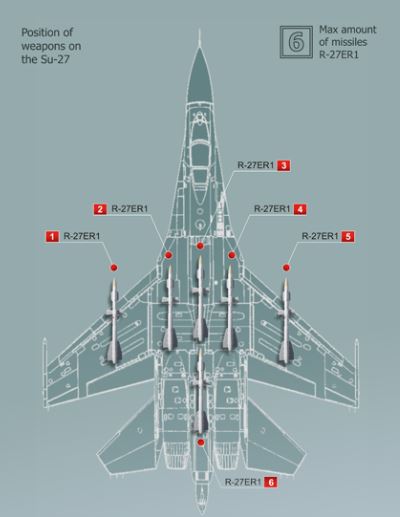 Position of
weapons on
the Su-27
6
Max amount
of missiles
R-27ER1
R-27ER1 3
2 R-27ER1
R-27ER1 4
1 R-27ER1
R-27ER1 5
R-27ER1 6